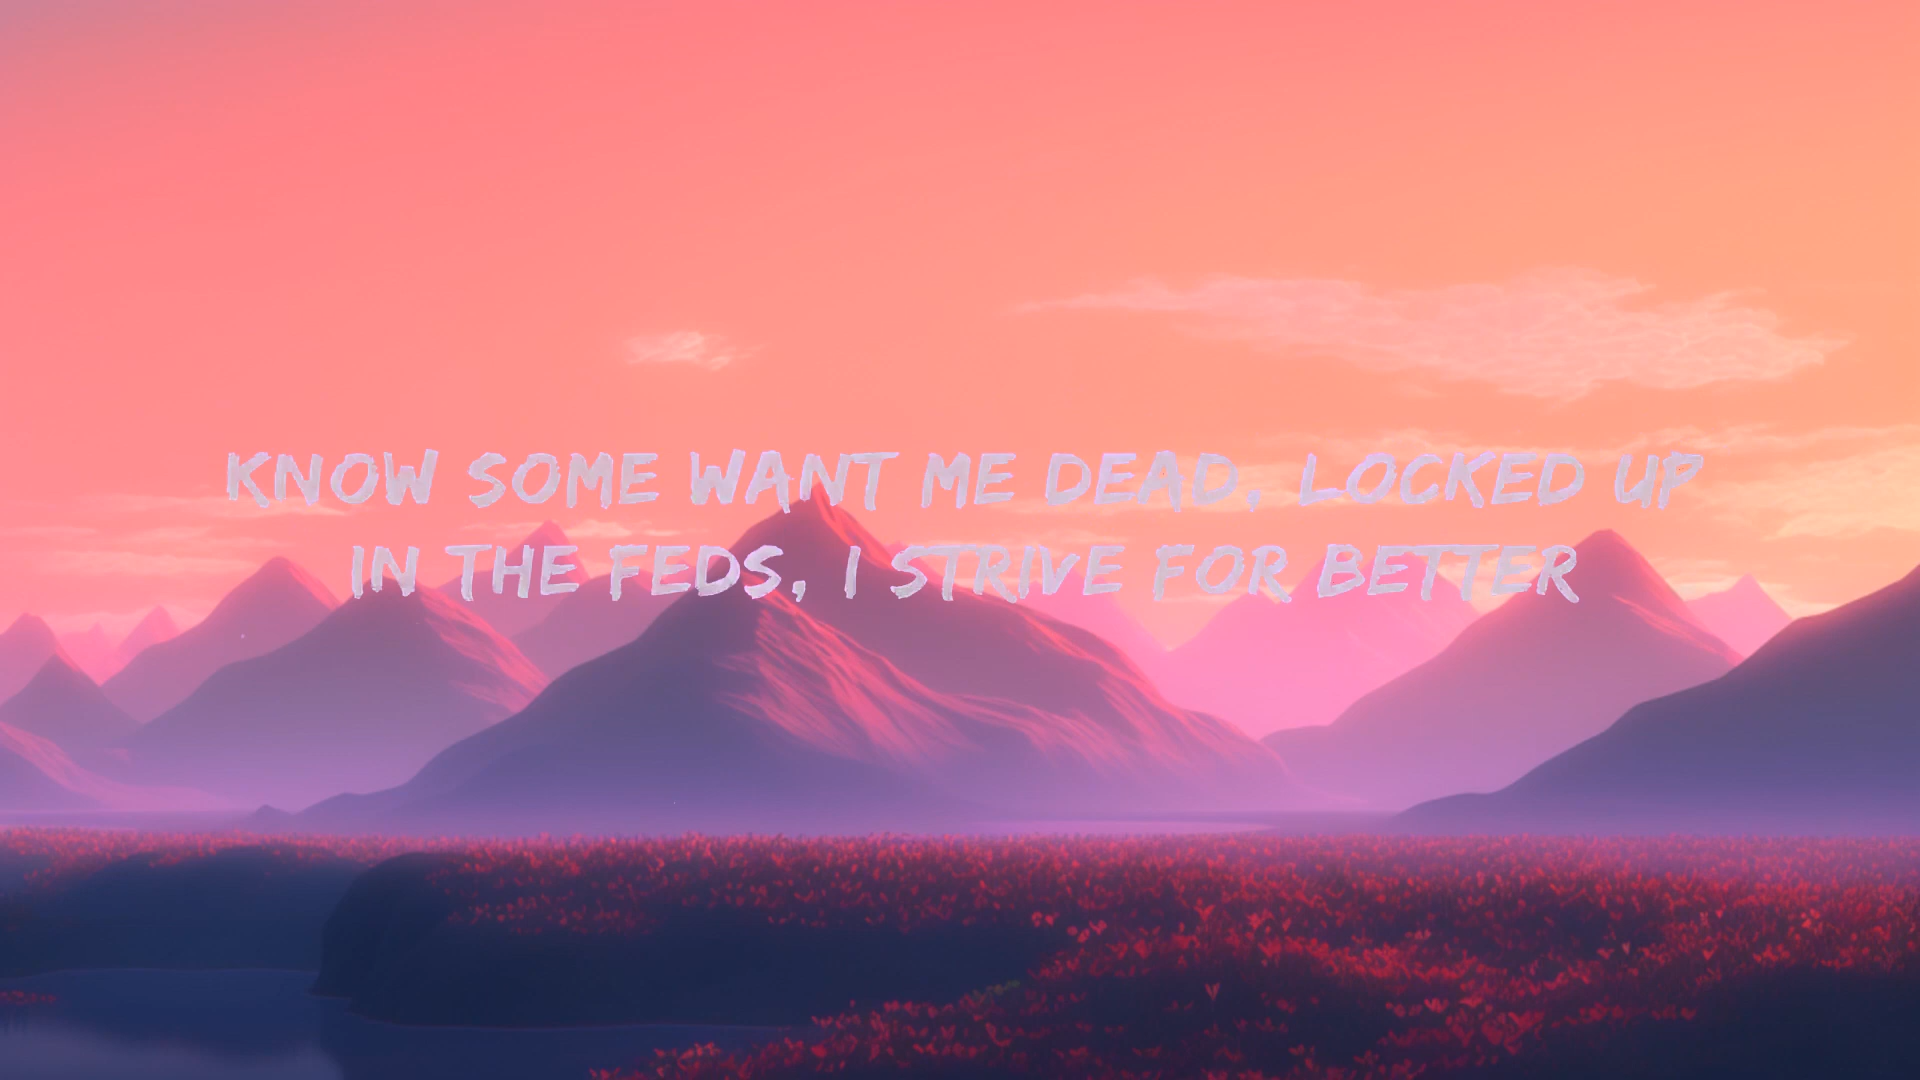 KNOW SOME WANT ME DEAD, LOCKED UP
IN THE FEDS, I STRIVE FOR BETTER